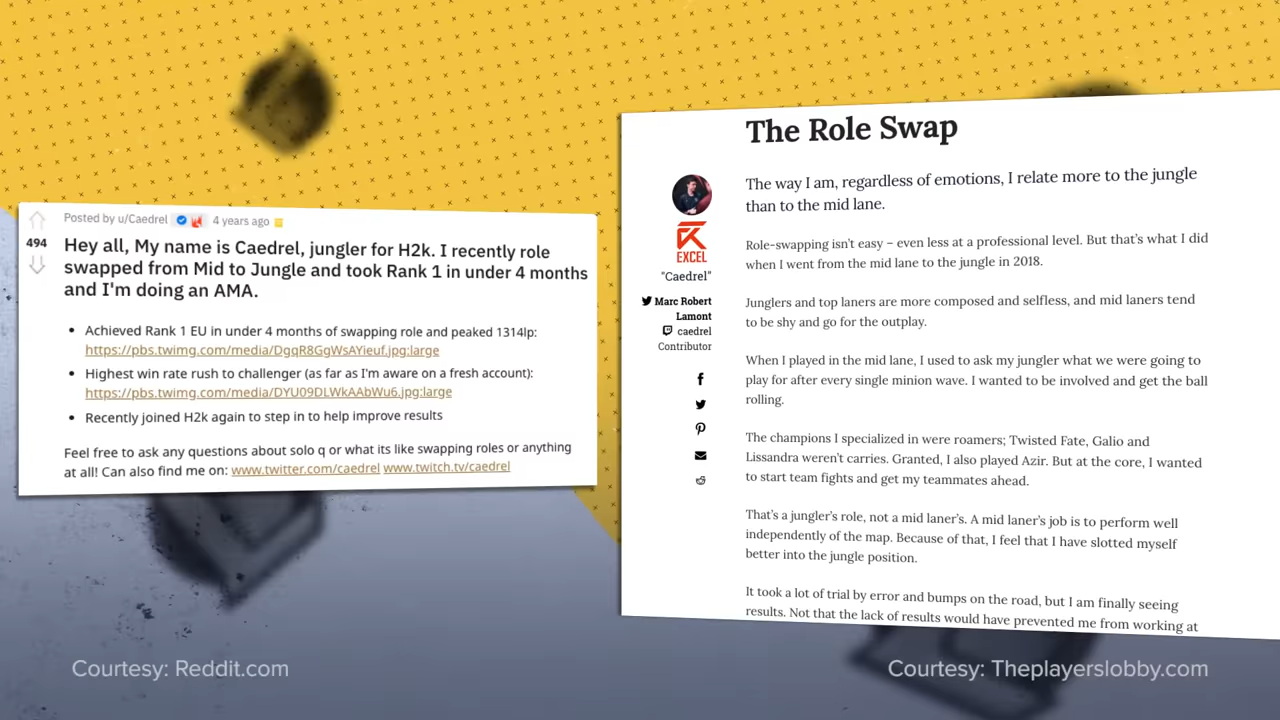 Posted by u/Caedrel 4 years ago
494
Hey all, My name is Caedrel, jungler for H2k. I recently role
swapped from Mid to Jungle and took Rank 1 in under 4 months
and I'm doing an AMA.
• Achieved Rank 1 EU in under 4 months of swapping role and peaked 1314lp:
https://pbs.twimg.com/media/DgqR8GgWsAYieuf.jpg:large
• Highest win rate rush to challenger (as far as I'm aware on a fresh account):
https://pbs.twimg.com/media/DYU09DLWkAAbWu6.jpg:large
• Recently joined H2k again to step in to help improve results
Feel free to ask any questions about solo q or what its like swapping roles or anything
at all! Can also find me on: www.twitter.com/caedrel www.twitch.tv/caedrel
Courtesy: Reddit.com
The Role Swap
EXCEL
"Caedrel"
Marc Robert
Lamont
caedrel
Contributor
The way I am, regardless of emotions, I relate more to the jungle
than to the mid lane.
Role-swapping isn't easy – even less at a professional level. But that's what I did
when I went from the mid lane to the jungle in 2018.
Junglers and top laners are more composed and selfless, and mid laners tend
to be shy and go for the outplay.
When I played in the mid lane, I used to ask my jungler what we were going to
play for after every single minion wave. I wanted to be involved and get the ball
rolling.
The champions I specialized in were roamers; Twisted Fate, Galio and
Lissandra weren't carries. Granted, I also played Azir. But at the core, I wanted
to start team fights and get my teammates ahead.
That's a jungler's role, not a mid laner's. A mid laner's job is to perform well
independently of the map. Because of that, I feel that I have slotted myself
better into the jungle position.
It took a lot of trial by error and bumps on the road, but I am finally seeing
results. Not that the lack of results would have prevented me from working at
Courtesy: Theplayerslobby.com